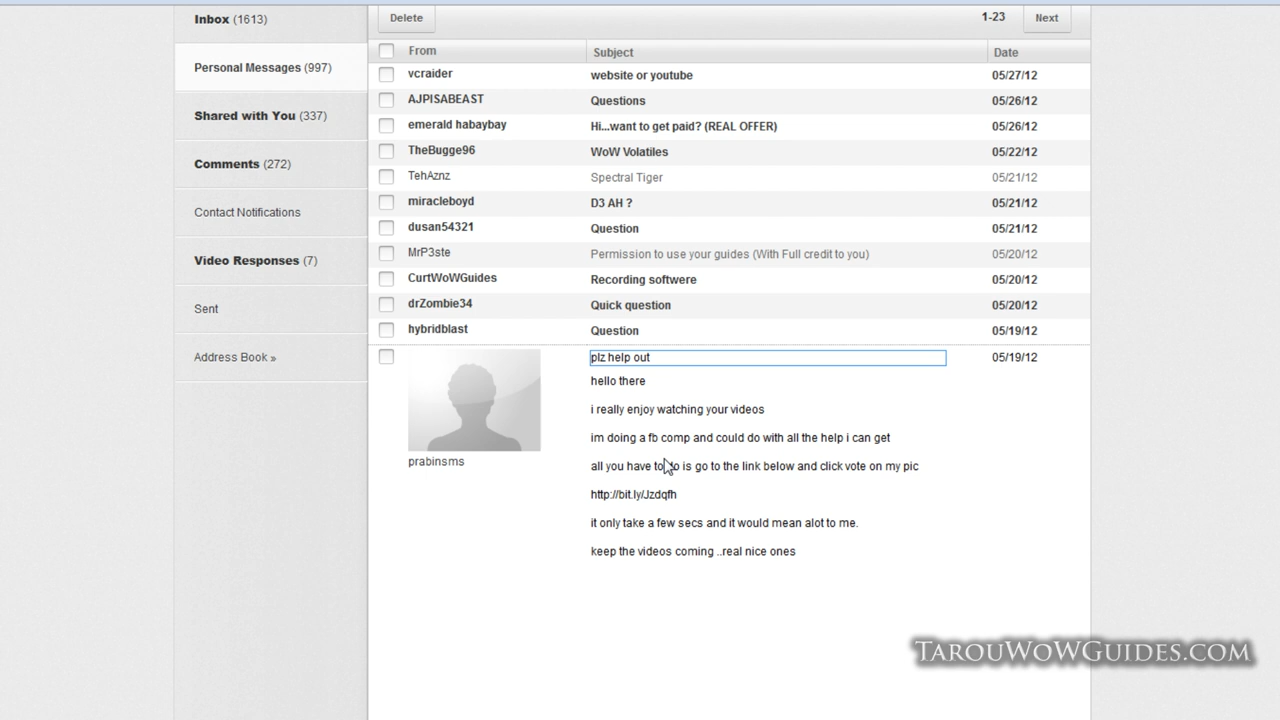 Inbox (1613)
Delete
1-23
Next
Personal Messages (997)
Shared with You (337)
Comments (272)
Contact Notifications
Video Responses (7)
Sent
Address Book »
From Subject Date
vcraider website or youtube 05/27/12
AJPISABEAST Questions 05/26/12
emerald habaybay Hi...want to get paid? (REAL OFFER) 05/26/12
TheBugge96 WoW Volatiles 05/22/12
TehAznz Spectral Tiger 05/21/12
miracleboyd D3 AH ? 05/21/12
dusan54321 Question 05/21/12
MrP3ste Permission to use your guides (With Full credit to you) 05/20/12
CurtWoWGuides Recording softwere 05/20/12
drZombie34 Quick question 05/20/12
hybridblast Question 05/19/12
plz help out 05/19/12
prabinsms
hello there
i really enjoy watching your videos
im doing a fb comp and could do with all the help i can get
all you have to do is go to the link below and click vote on my pic
http://bit.ly/Jzdqfh
it only take a few secs and it would mean alot to me.
keep the videos coming ..real nice ones
TarouWoWGuides.com